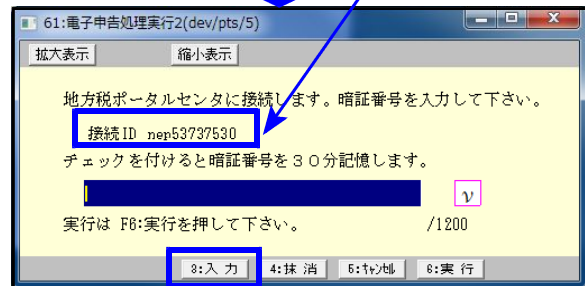 61:電子申告処理実行2(dev/pts/5)
拡大表示 縮小表示
地方税ポータルセンタに接続します。暗証番号を入力して下さい。
接続ID nep53737530
チェックを付けると暗証番号を30分記憶します。
ν
実行は F6:実行を押して下さい。 /1200
3:入 力 4:抹 消 5:ｷｬﾝｾﾙ 6:実 行